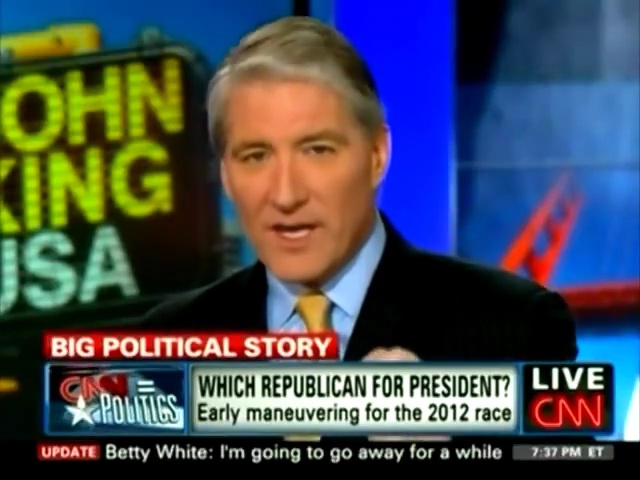 OHN
KING
USA
BIG POLITICAL STORY
CNN=
POLITICS
WHICH REPUBLICAN FOR PRESIDENT?
Early maneuvering for the 2012 race
LIVE
CNN
UPDATE Betty White: I'm going to go away for a while 7:37 PM ET